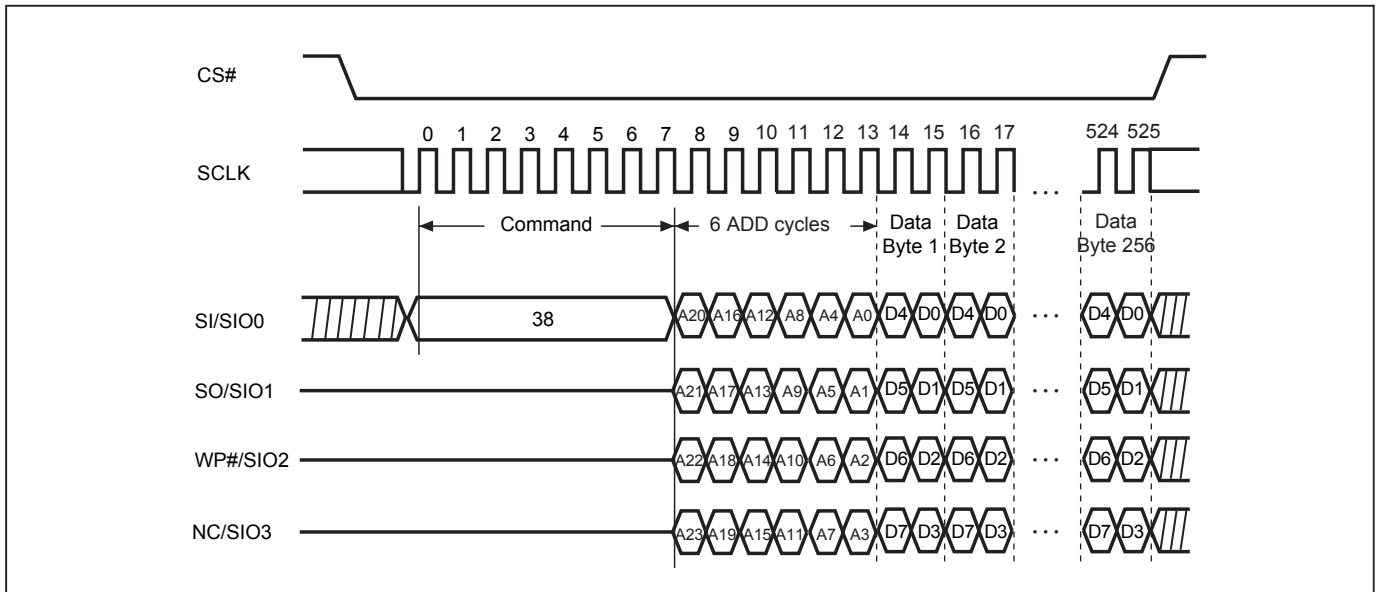 CS#
0 1 2 3 4 5 6 7 8 9 10 11 12 13 14 15 16 17 524 525
SCLK
...
Command 6 ADD cycles Data Byte 1 Data Byte 2 Data Byte 256
SI/SIO0 38 A20 A16 A12 A8 A4 A0 D4 D0 D4 D0 ... D4 D0
SO/SIO1 A21 A17 A13 A9 A5 A1 D5 D1 D5 D1 ... D5 D1
WP#/SIO2 A22 A18 A14 A10 A6 A2 D6 D2 D6 D2 ... D6 D2
NC/SIO3 A23 A19 A15 A11 A7 A3 D7 D3 D7 D3 ... D7 D3